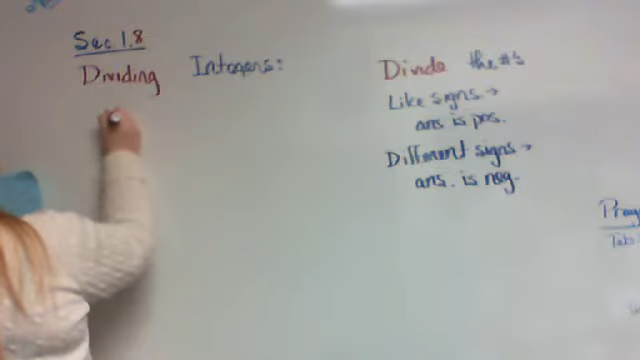 Sec 1.8
Dividing Integers:
Divide the #s
Like signs →
ans is pos.
Different signs →
ans. is neg.